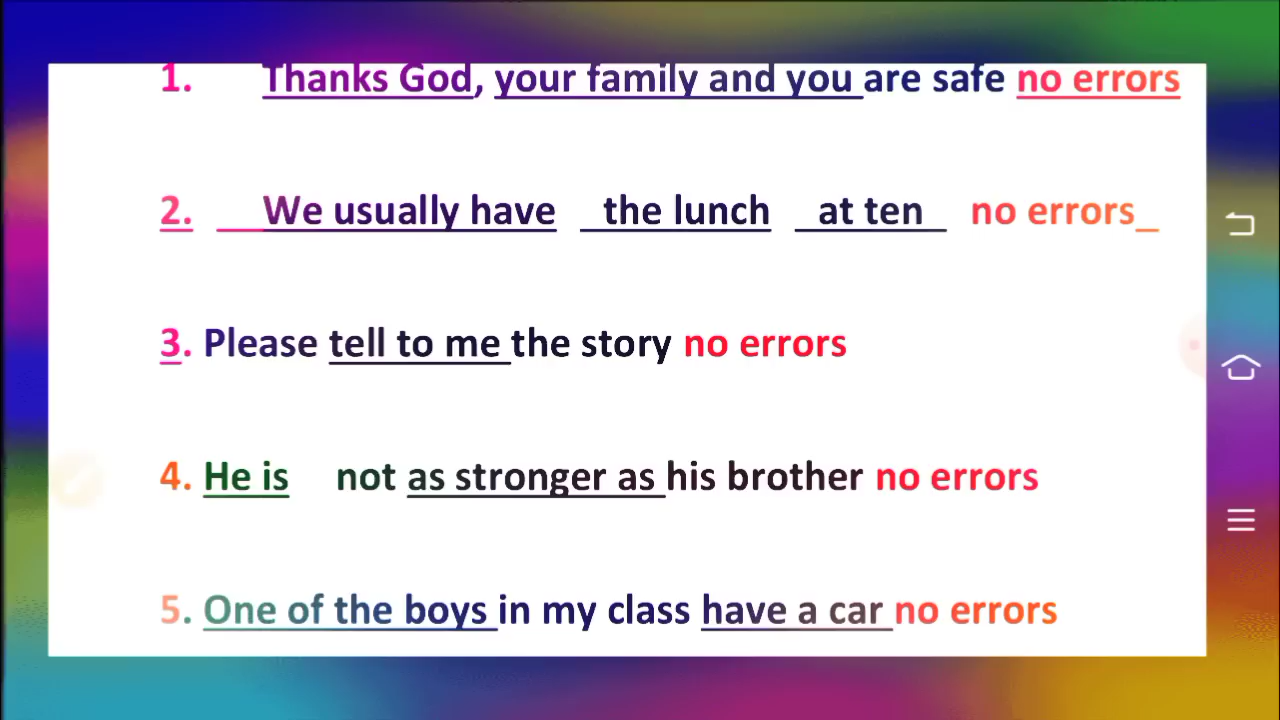 1. Thanks God, your family and you are safe no errors
2. We usually have the lunch at ten no errors
3. Please tell to me the story no errors
4. He is not as stronger as his brother no errors
5. One of the boys in my class have a car no errors